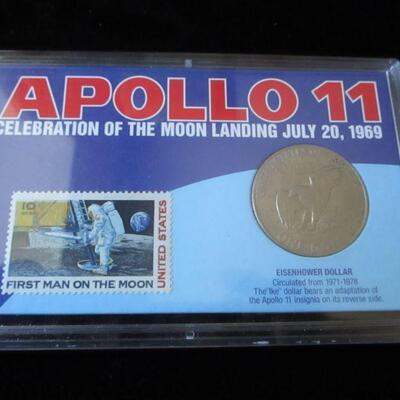 APOLLO 11
CELEBRATION OF THE MOON LANDING JULY 20, 1969
10
UNITED STATES
FIRST MAN ON THE MOON
EISENHOWER DOLLAR
Circulated from 1971-1978
The"Ike" dollar bears an adaptation of
the Apollo 11 insignia on its reverse side.